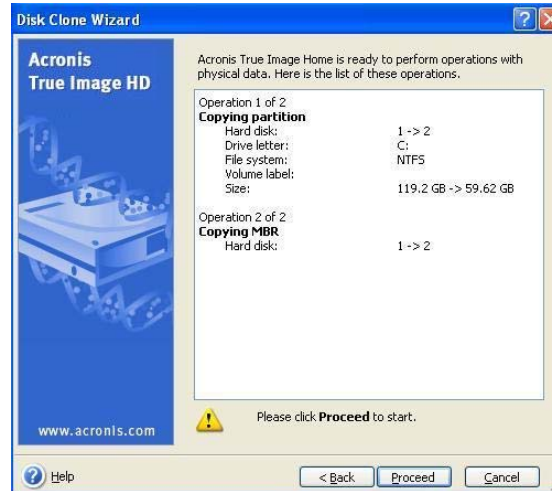 Disk Clone Wizard
Acronis
True Image HD
Acronis True Image Home is ready to perform operations with
physical data. Here is the list of these operations.
Operation 1 of 2
Copying partition
Hard disk: 1 -> 2
Drive letter: C:
File system: NTFS
Volume label:
Size: 119.2 GB -> 59.62 GB
Operation 2 of 2
Copying MBR
Hard disk: 1 -> 2
Please click Proceed to start.
www.acronis.com
Help
< Back
Proceed
Cancel